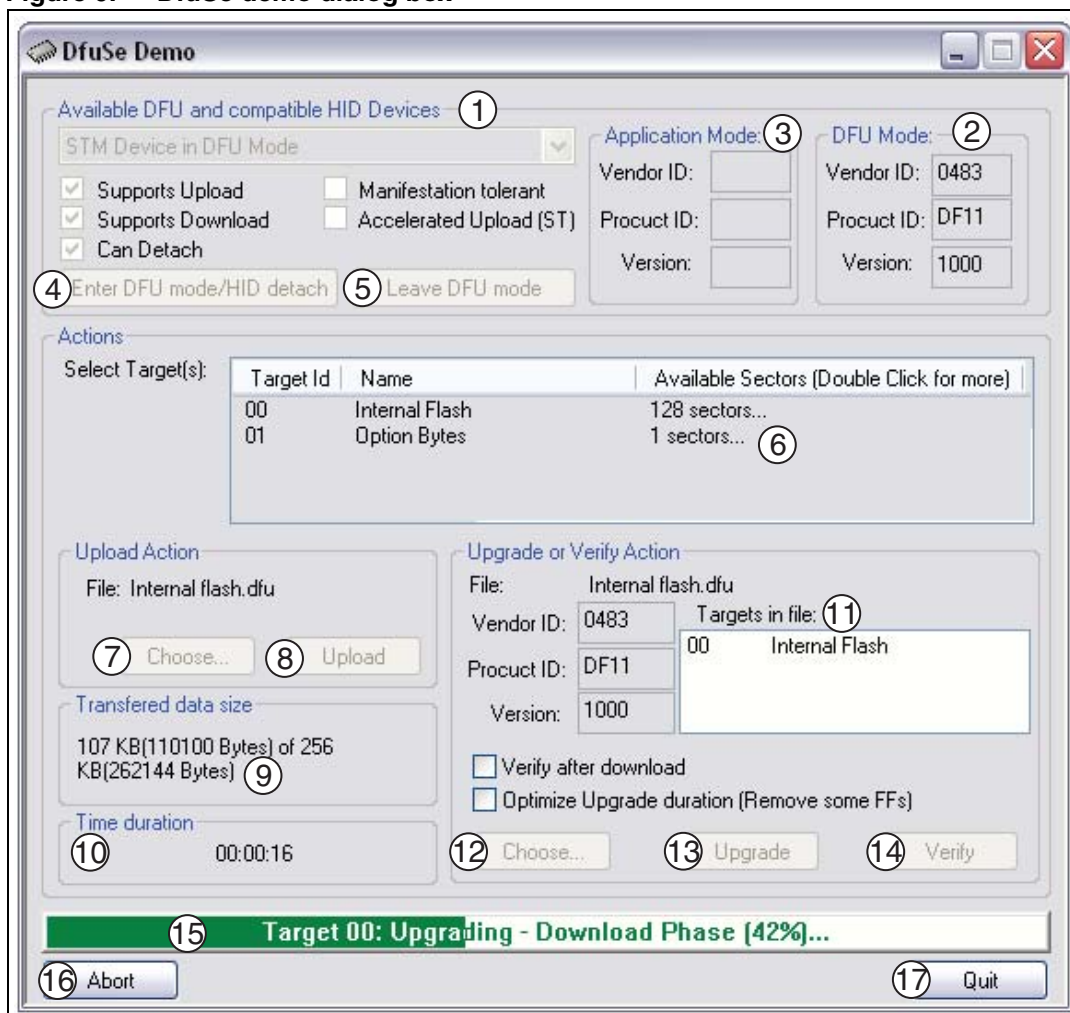 DfuSe Demo
Available DFU and compatible HID Devices 1
STM Device in DFU Mode
Supports Upload
Manifestation tolerant
Supports Download
Accelerated Upload (ST)
Can Detach
4 Enter DFU mode/HID detach
5 Leave DFU mode
Application Mode: 3
Vendor ID:
Procuct ID:
Version:
DFU Mode: 2
Vendor ID: 0483
Procuct ID: DF11
Version: 1000
Actions
Select Target(s):
Target Id Name Available Sectors (Double Click for more)
00 Internal Flash 128 sectors...
01 Option Bytes 1 sectors... 6
Upload Action
File: Internal flash.dfu
7 Choose... 8 Upload
Transfered data size
107 KB(110100 Bytes) of 256
KB(262144 Bytes) 9
Time duration
10 00:00:16
Upgrade or Verify Action
File: Internal flash.dfu
Vendor ID: 0483
Procuct ID: DF11
Version: 1000
Targets in file: 11
00 Internal Flash
Verify after download
Optimize Upgrade duration (Remove some FFs)
12 Choose... 13 Upgrade 14 Verify
15 Target 00: Upgrading - Download Phase (42%)...
16 Abort
17 Quit